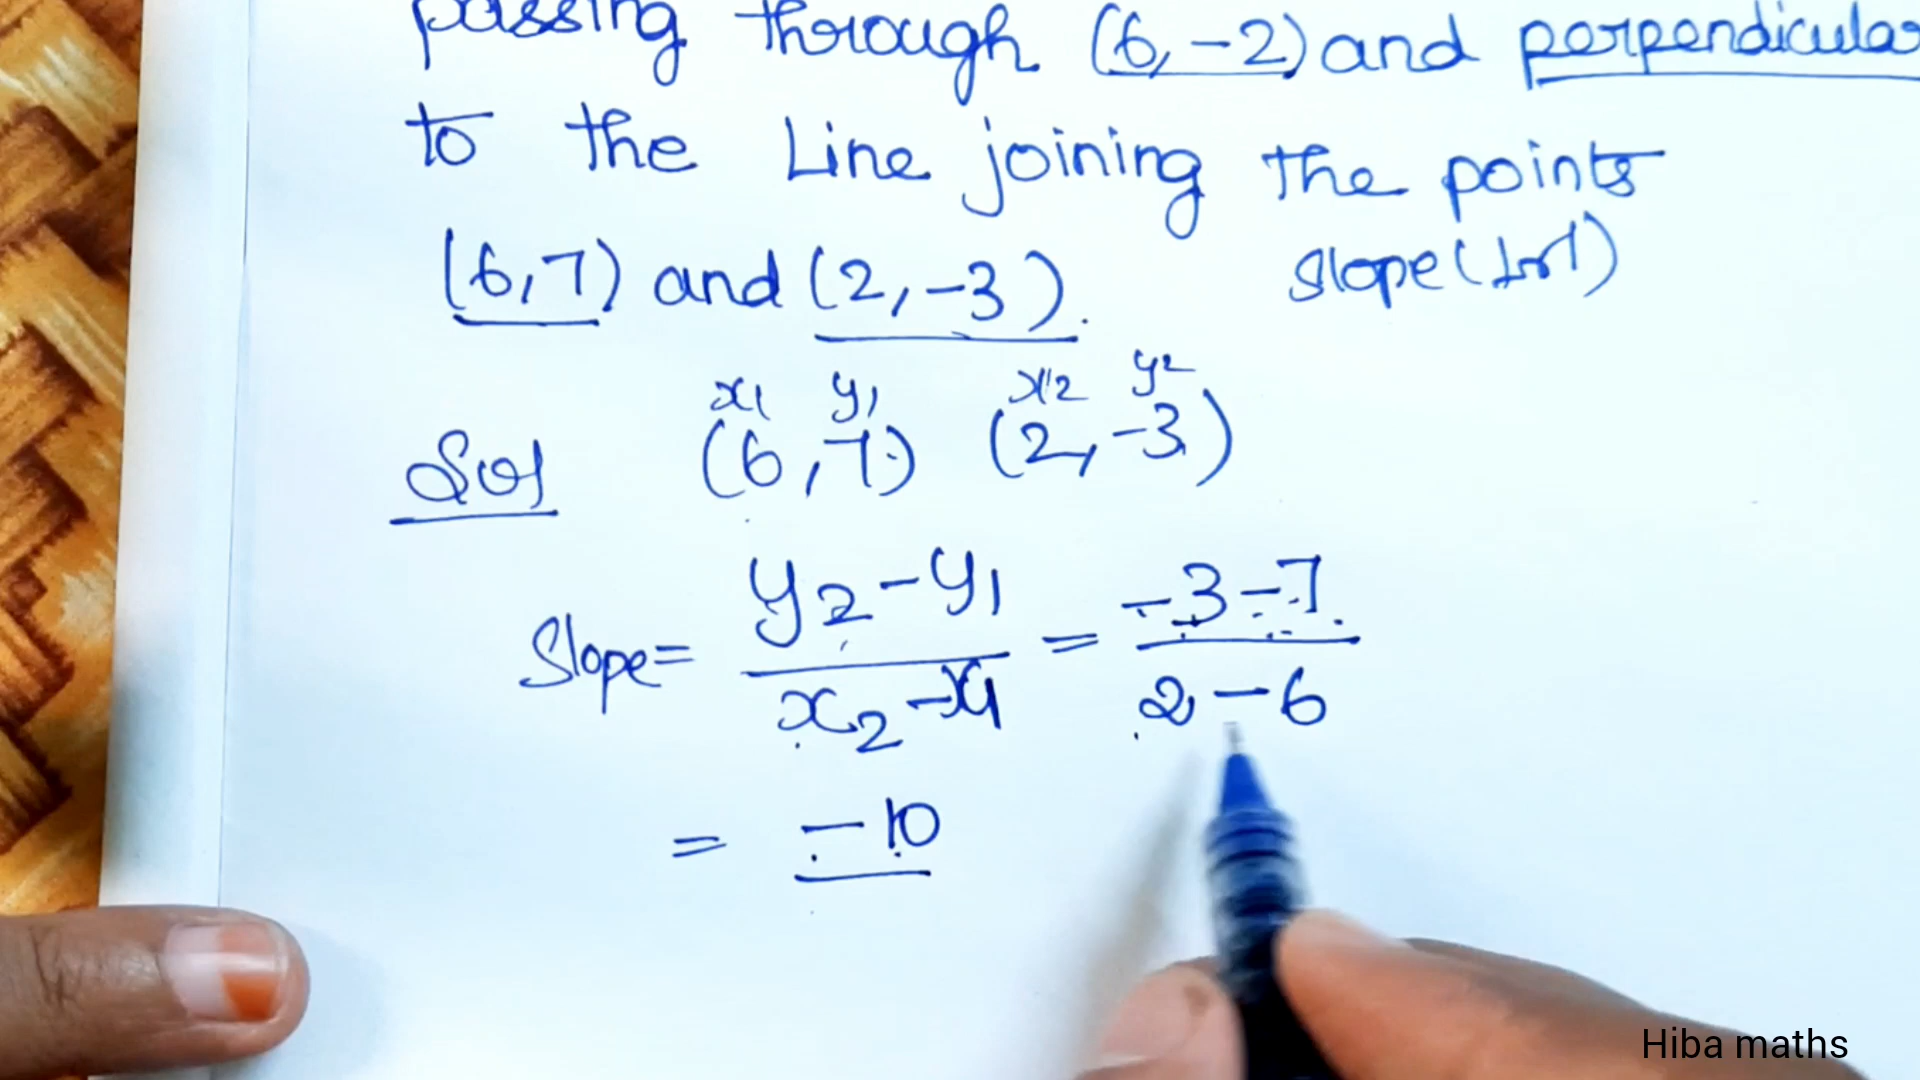 passing through (6, -2) and perpendicular
to the Line joining the points
(6,7) and (2, -3).
x1 y1 x2 y2
Sol (6, 7) (2, -3)
Slope = y2 - y1 / x2 - x1 = -3 - 7 / 2 - 6
= -10
Hiba maths